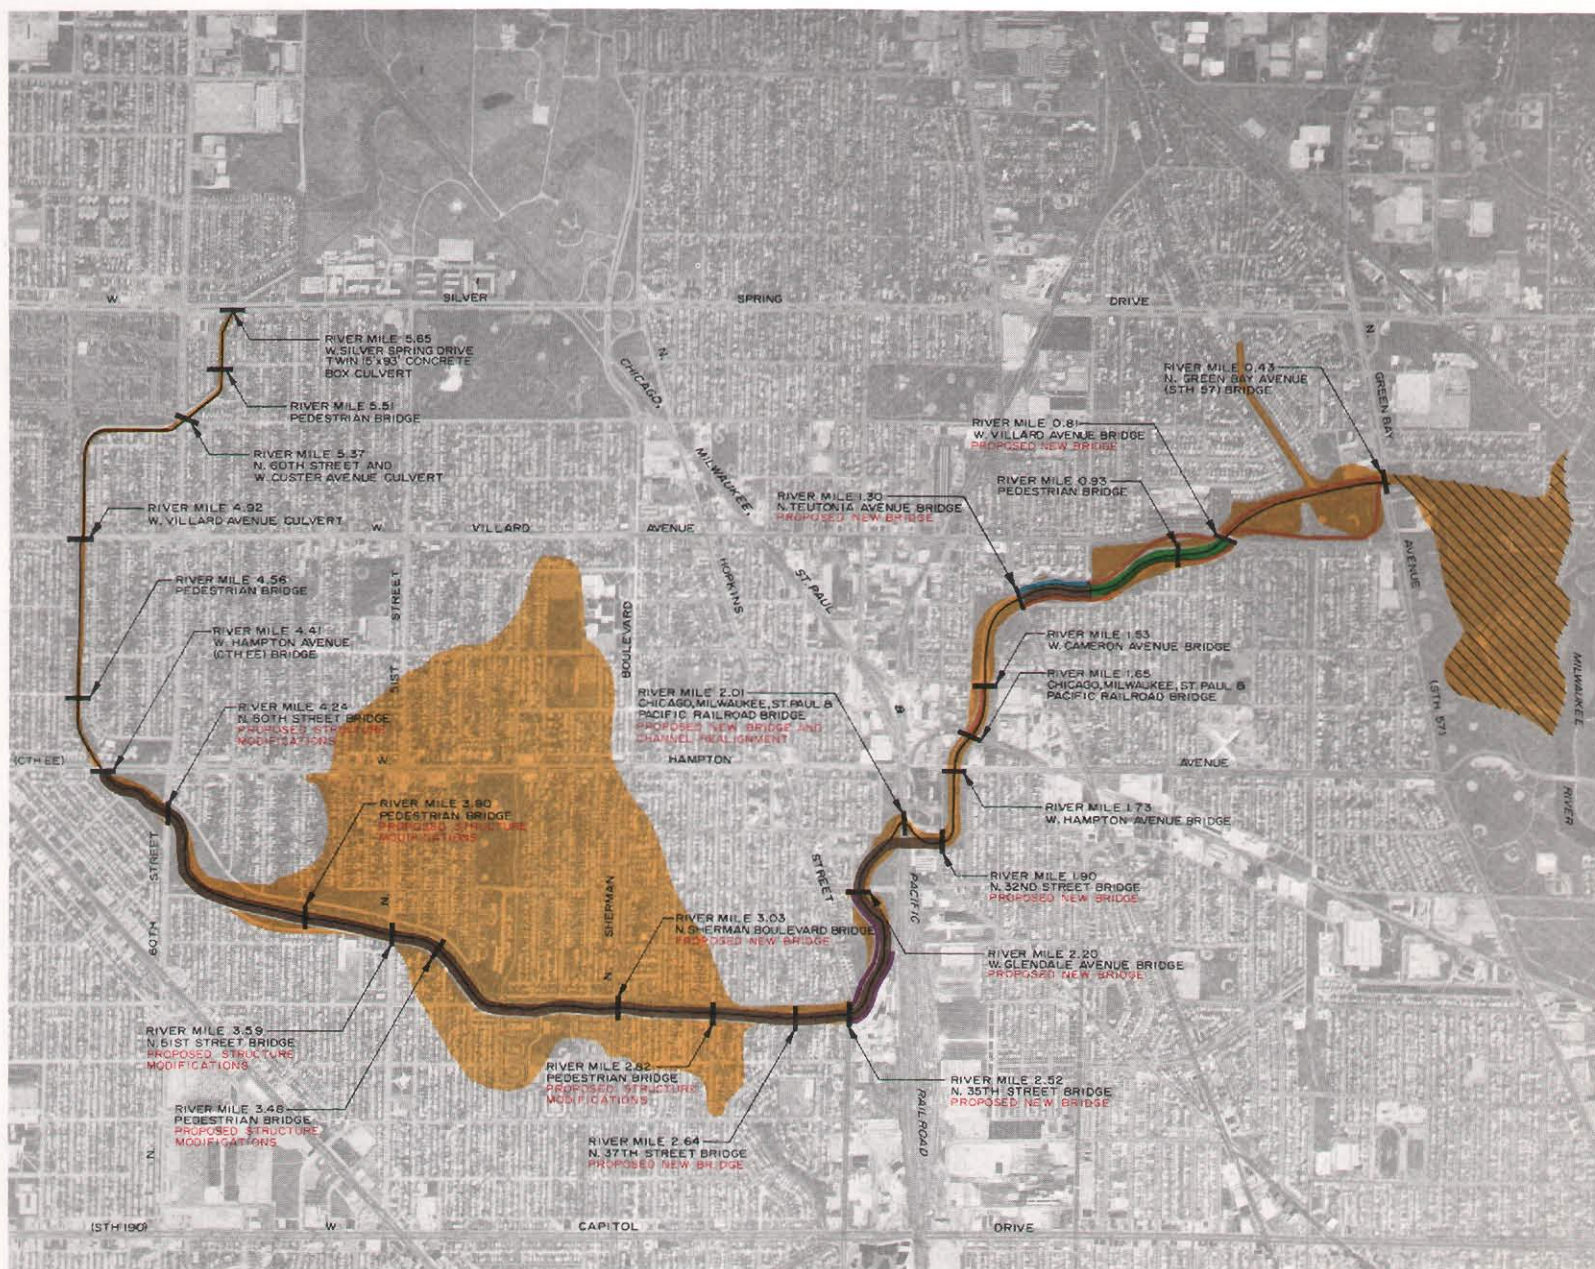 W
SILVER
SPRING
DRIVE
RIVER MILE 5.65
W. SILVER SPRING DRIVE
TWIN 15'x93' CONCRETE
BOX CULVERT
RIVER MILE 5.51
PEDESTRIAN BRIDGE
RIVER MILE 5.37
N. 60TH STREET AND
W. CUSTER AVENUE CULVERT
RIVER MILE 4.92
W. VILLARD AVENUE CULVERT
W.
VILLARD
AVENUE
N.
HOPKINS
STREET
CHICAGO,
MILWAUKEE,
ST. PAUL
&
PACIFIC
RAILROAD
N.
GREEN BAY
AVENUE
(STH 57)
MILWAUKEE
RIVER
RIVER MILE 0.43
N. GREEN BAY AVENUE
(STH 57) BRIDGE
RIVER MILE 0.81
W. VILLARD AVENUE BRIDGE
PROPOSED NEW BRIDGE
RIVER MILE 0.93
PEDESTRIAN BRIDGE
RIVER MILE 1.30
N. TEUTONIA AVENUE BRIDGE
PROPOSED NEW BRIDGE
RIVER MILE 4.56
PEDESTRIAN BRIDGE
RIVER MILE 4.41
W. HAMPTON AVENUE
(CTH EE) BRIDGE
RIVER MILE 4.24
N. 60TH STREET BRIDGE
PROPOSED STRUCTURE
MODIFICATIONS
N.
51ST
STREET
N.
SHERMAN
BOULEVARD
RIVER MILE 1.53
W. CAMERON AVENUE BRIDGE
RIVER MILE 1.65
CHICAGO, MILWAUKEE, ST. PAUL &
PACIFIC RAILROAD BRIDGE
RIVER MILE 2.01
CHICAGO, MILWAUKEE, ST. PAUL &
PACIFIC RAILROAD BRIDGE
PROPOSED NEW BRIDGE AND
CHANNEL REALIGNMENT
(CTH EE)
W.
HAMPTON
AVENUE
RIVER MILE 3.80
PEDESTRIAN BRIDGE
PROPOSED STRUCTURE
MODIFICATIONS
RIVER MILE 1.73
W. HAMPTON AVENUE BRIDGE
RIVER MILE 1.90
N. 32ND STREET BRIDGE
PROPOSED NEW BRIDGE
N.
60TH
STREET
RIVER MILE 3.03
N. SHERMAN BOULEVARD BRIDGE
PROPOSED NEW BRIDGE
RIVER MILE 2.20
W. GLENDALE AVENUE BRIDGE
PROPOSED NEW BRIDGE
RIVER MILE 3.59
N. 51ST STREET BRIDGE
PROPOSED STRUCTURE
MODIFICATIONS
RIVER MILE 2.82
PEDESTRIAN BRIDGE
PROPOSED STRUCTURE
MODIFICATIONS
RIVER MILE 2.52
N. 35TH STREET BRIDGE
PROPOSED NEW BRIDGE
RIVER MILE 3.48
PEDESTRIAN BRIDGE
PROPOSED STRUCTURE
MODIFICATIONS
RIVER MILE 2.64
N. 37TH STREET BRIDGE
PROPOSED NEW BRIDGE
(STH 190)
W
CAPITOL
DRIVE